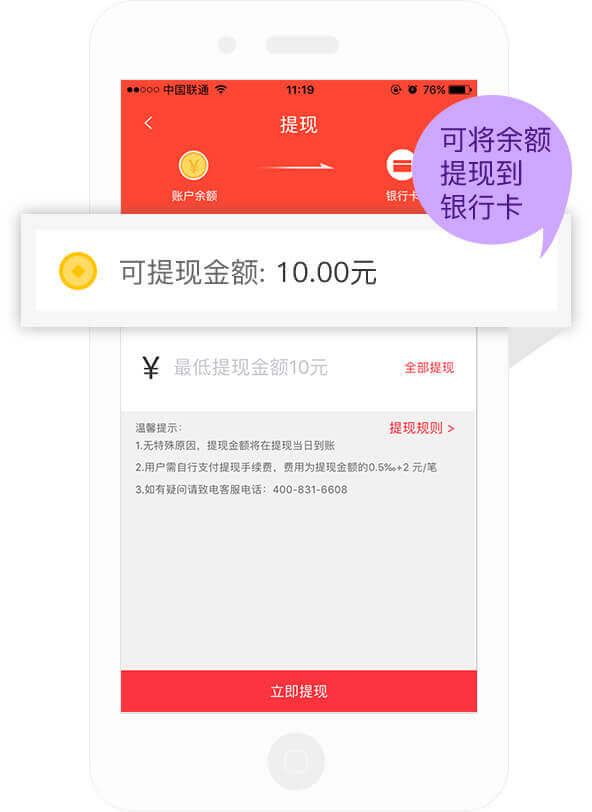 中国联通 11:19 76%
提现
账户余额 银行卡
可将余额
提现到
银行卡
可提现金额: 10.00元
¥ 最低提现金额10元 全部提现
温馨提示: 提现规则 >
1.无特殊原因，提现金额将在提现当日到账
2.用户需自行支付提现手续费，费用为提现金额的0.5‰+2 元/笔
3.如有疑问请致电客服电话：400-831-6608
立即提现